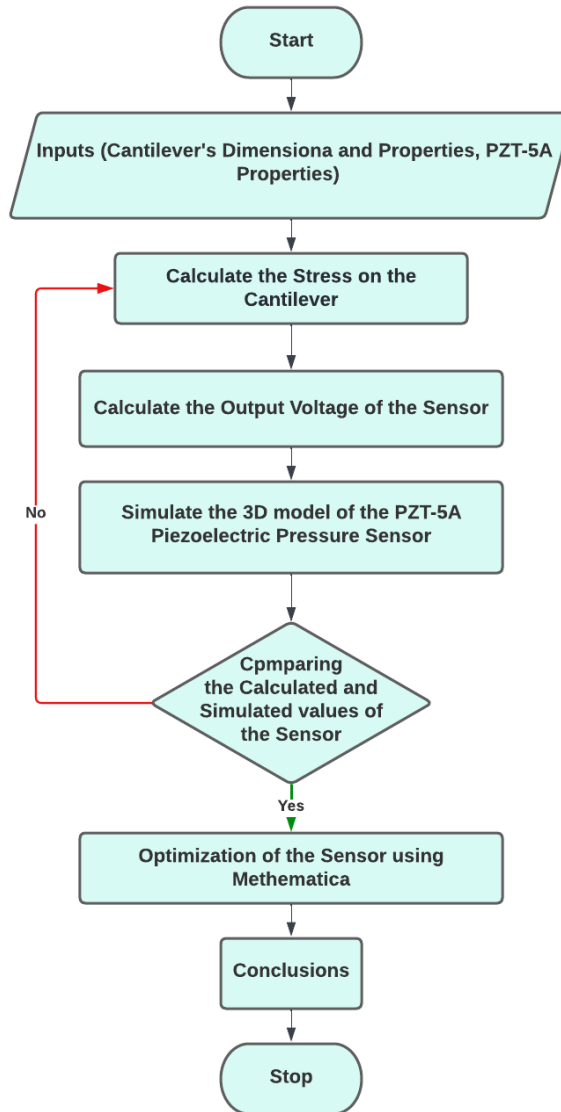 Start
Inputs (Cantilever's Dimensiona and Properties, PZT-5A
Properties)
Calculate the Stress on the
Cantilever
Calculate the Output Voltage of the Sensor
No
Simulate the 3D model of the PZT-5A
Piezoelectric Pressure Sensor
Cpmparing
the Calculated and
Simulated values of
the Sensor
Yes
Optimization of the Sensor using
Methematica
Conclusions
Stop